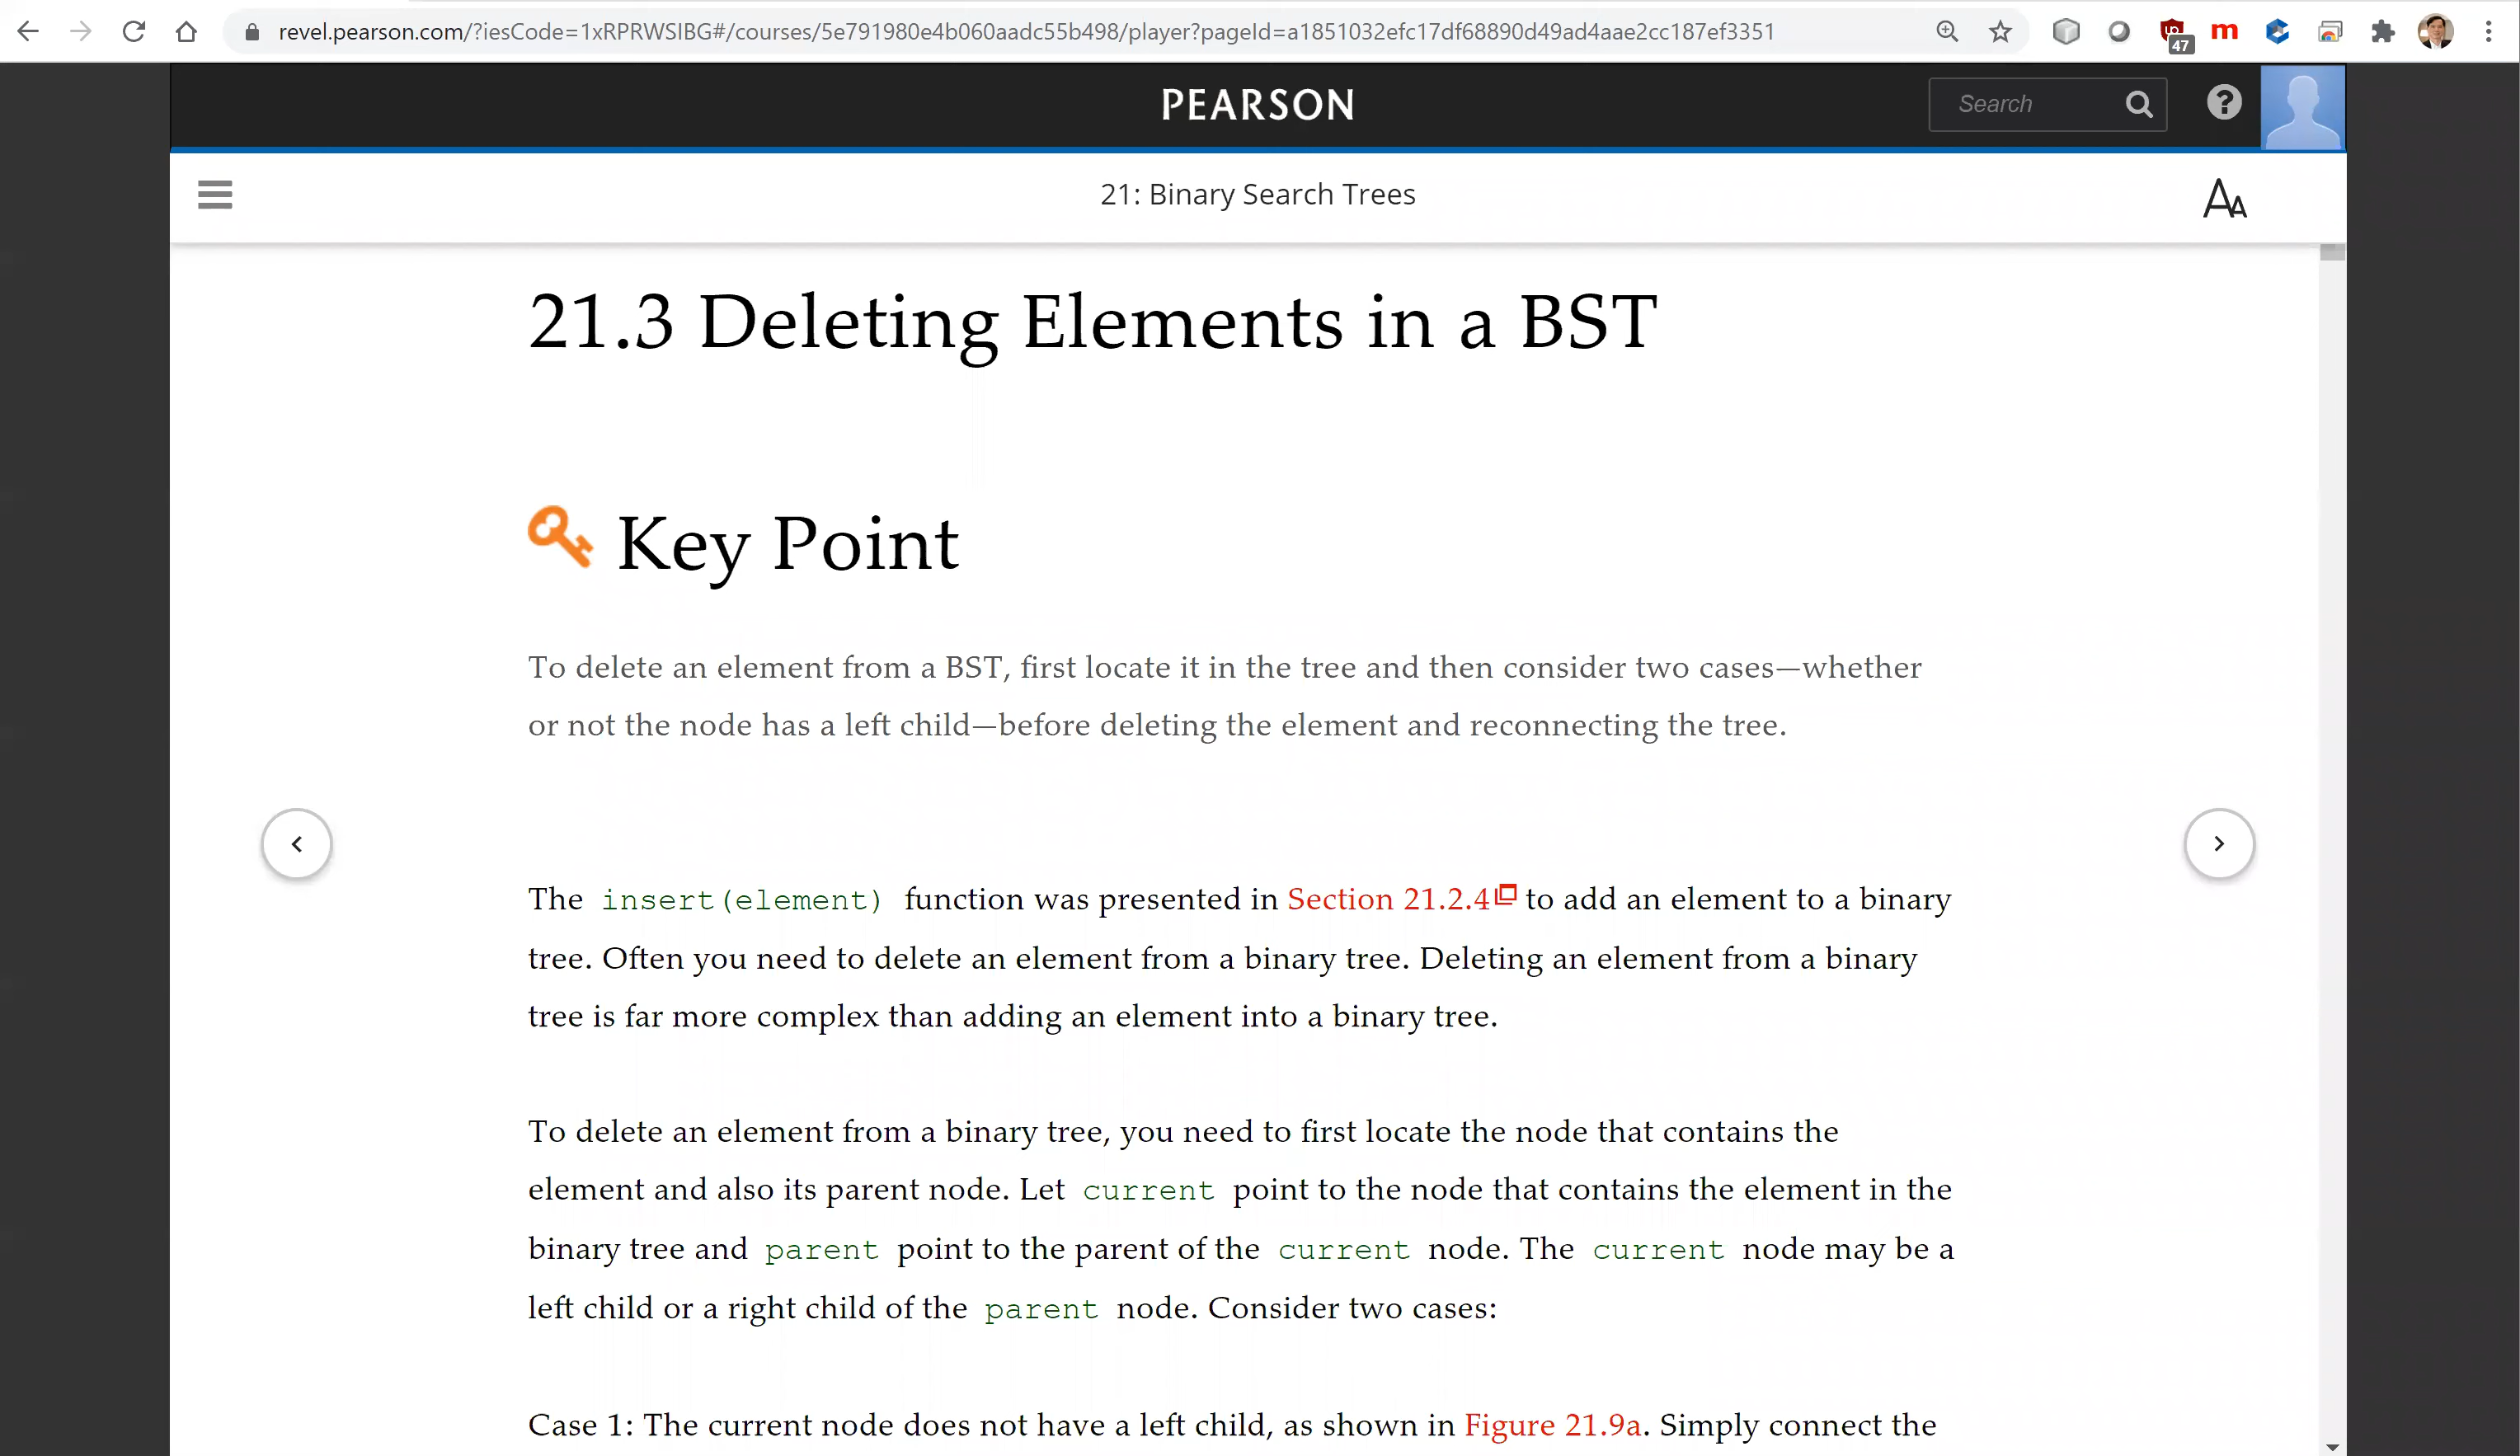 revel.pearson.com/?iesCode=1xRPRWSIBG#/courses/5e791980e4b060aadc55b498/player?pageId=a1851032efc17df68890d49ad4aae2cc187ef3351
47
m
PEARSON
Search
21: Binary Search Trees
AA
21.3 Deleting Elements in a BST
Key Point
To delete an element from a BST, first locate it in the tree and then consider two cases—whether
or not the node has a left child—before deleting the element and reconnecting the tree.
The insert(element) function was presented in Section 21.2.4 to add an element to a binary
tree. Often you need to delete an element from a binary tree. Deleting an element from a binary
tree is far more complex than adding an element into a binary tree.
To delete an element from a binary tree, you need to first locate the node that contains the
element and also its parent node. Let current point to the node that contains the element in the
binary tree and parent point to the parent of the current node. The current node may be a
left child or a right child of the parent node. Consider two cases:
Case 1: The current node does not have a left child, as shown in Figure 21.9a. Simply connect the